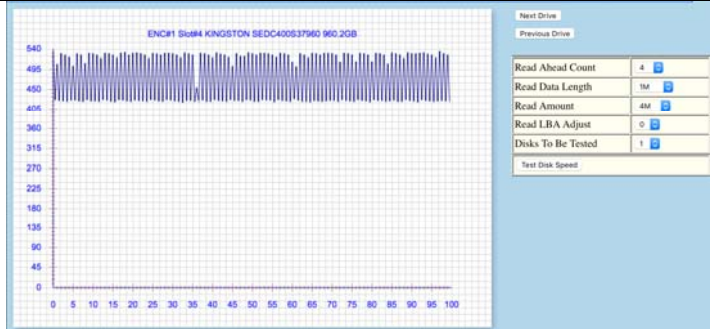 ENC#1 Slot#4 KINGSTON SEDC400S37960 960.2GB
540
495
450
405
360
315
270
225
180
135
90
45
0
0 5 10 15 20 25 30 35 40 45 50 55 60 65 70 75 80 85 90 95 100
Next Drive
Previous Drive
Read Ahead Count 4
Read Data Length 1M
Read Amount 4M
Read LBA Adjust 0
Disks To Be Tested 1
Test Disk Speed